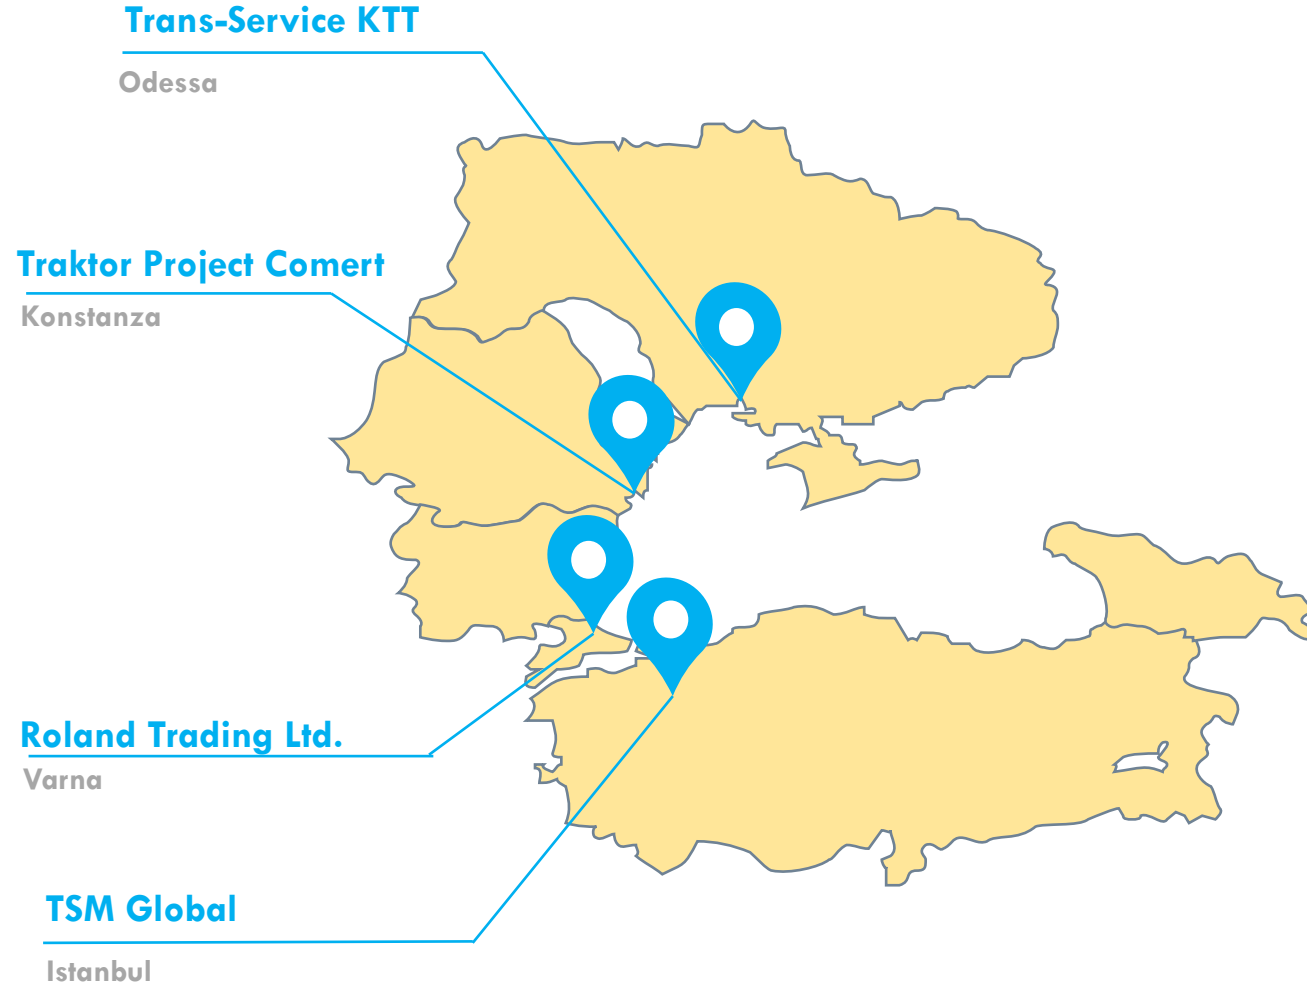 Trans-Service KTT
Odessa
Traktor Project Comert
Konstanza
Roland Trading Ltd.
Varna
TSM Global
Istanbul